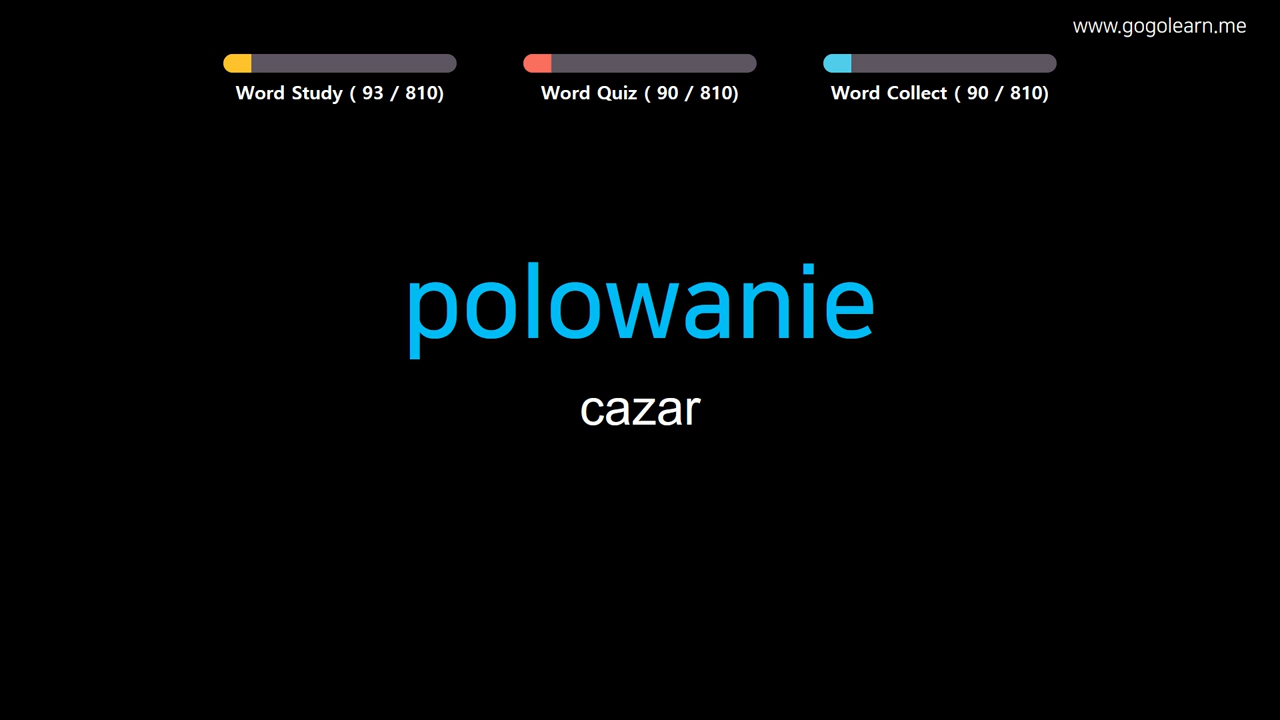 www.gogolearn.me
Word Study ( 93 / 810)
Word Quiz ( 90 / 810)
Word Collect ( 90 / 810)
polowanie
cazar